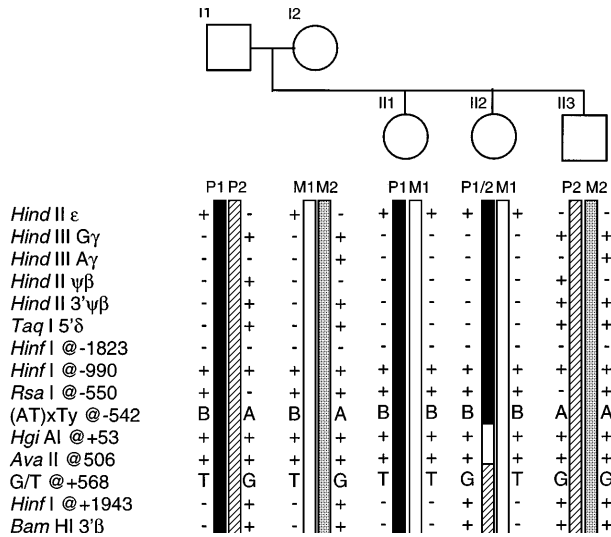 I1 I2
II1 II2 II3
P1 P2 M1 M2 P1 M1 P1/2 M1 P2 M2
Hind II ε + - + - + + + + - -
Hind III Gγ - + - + - - - - + +
Hind III Aγ - - - + - - - - - +
Hind II ψβ - + - + - - - - + +
Hind II 3'ψβ - + - + - - - - + +
Taq I 5'δ - + - + - - - - + +
Hinf I @-1823 - - - - - - - - - -
Hinf I @-990 + + + + + + + + + +
Rsa I @-550 + - + + + + + + - +
(AT)xTy @-542 B A B A B B B B A A
Hgi AI @+53 + + + + + + + + + +
Ava II @506 + + + + + + + + + +
G/T @+568 T G T G T T G T G G
Hinf I @+1943 - + - + - - + - + +
Bam HI 3'β - + - + - - + - + +